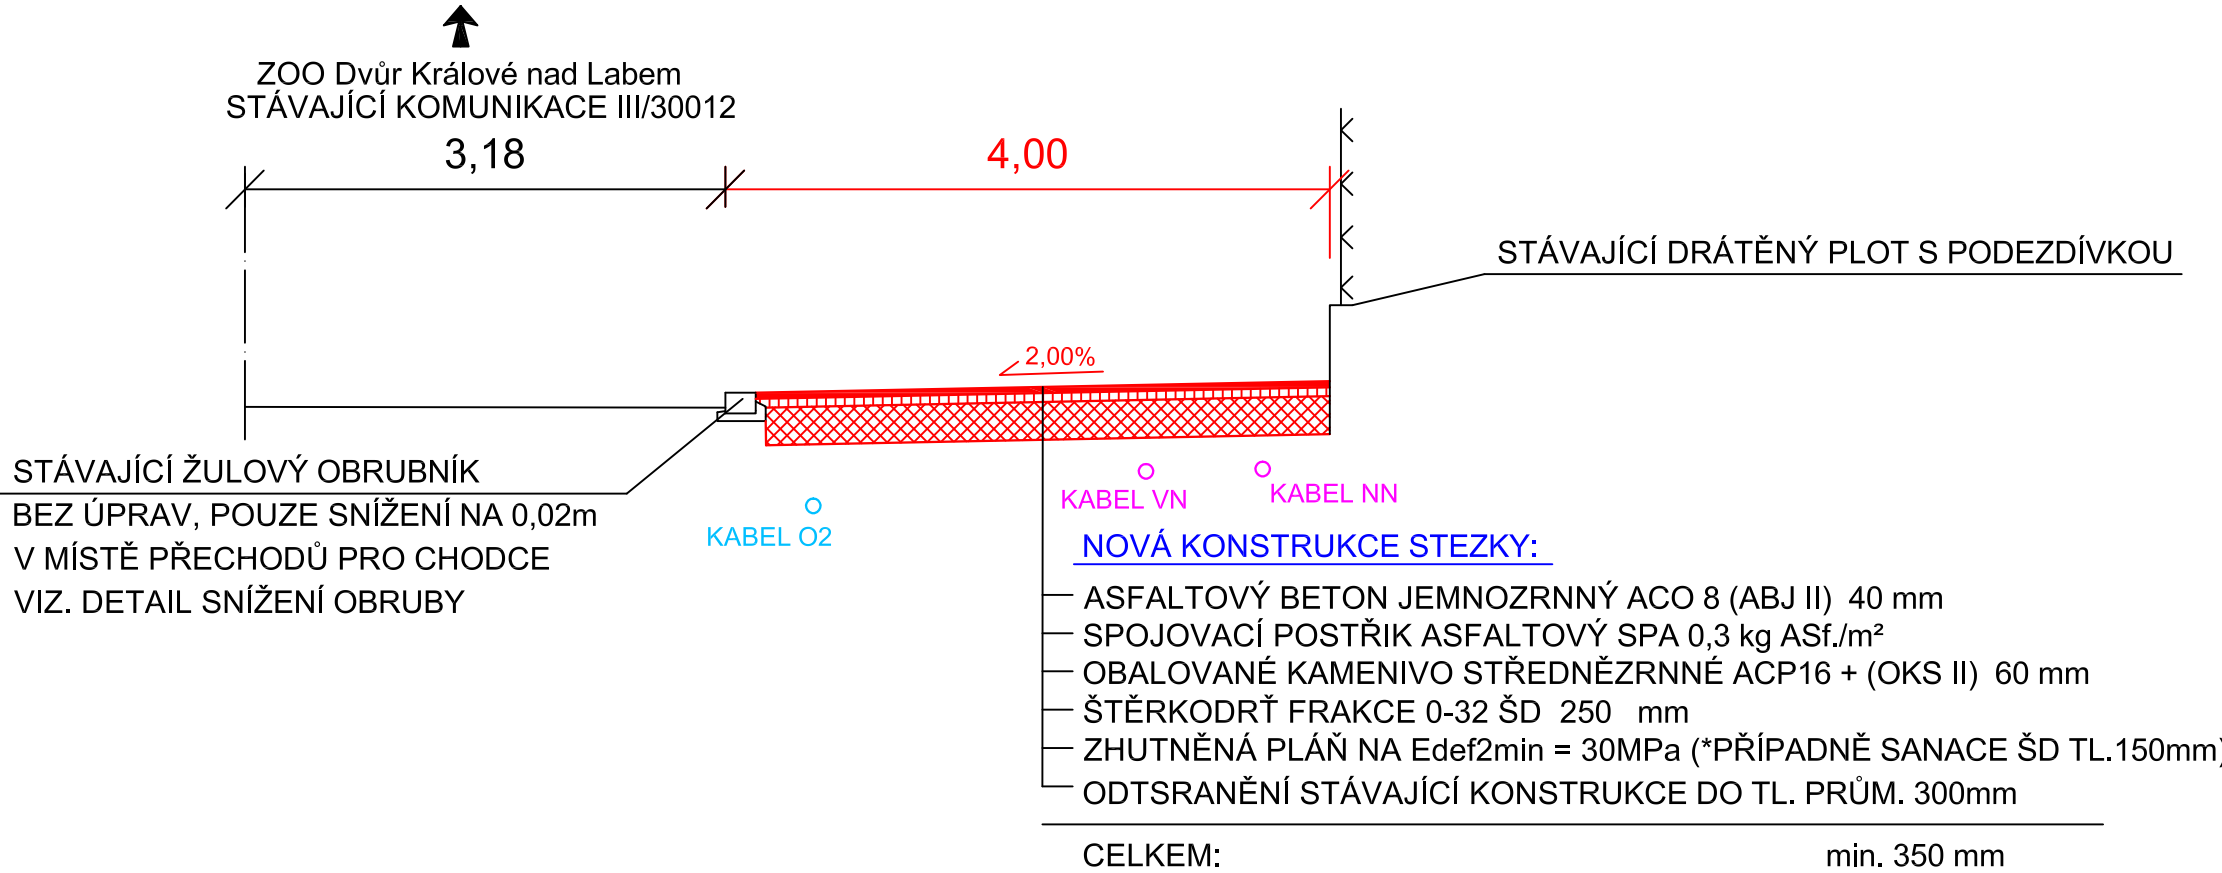 ZOO Dvůr Králové nad Labem
STÁVAJÍCÍ KOMUNIKACE III/30012
3,18
4,00
STÁVAJÍCÍ DRÁTĚNÝ PLOT S PODEZDÍVKOU
2,00%
STÁVAJÍCÍ ŽULOVÝ OBRUBNÍK
BEZ ÚPRAV, POUZE SNÍŽENÍ NA 0,02m
V MÍSTĚ PŘECHODŮ PRO CHODCE
VIZ. DETAIL SNÍŽENÍ OBRUBY
KABEL O2
KABEL VN
KABEL NN
NOVÁ KONSTRUKCE STEZKY:
ASFALTOVÝ BETON JEMNOZRNNÝ ACO 8 (ABJ II) 40 mm
SPOJOVACÍ POSTŘIK ASFALTOVÝ SPA 0,3 kg ASf./m²
OBALOVANÉ KAMENIVO STŘEDNĚZRNNÉ ACP16 + (OKS II) 60 mm
ŠTĚRKODRŤ FRAKCE 0-32 ŠD 250 mm
ZHUTNĚNÁ PLÁŇ NA Edef2min = 30MPa (*PŘÍPADNĚ SANACE ŠD TL.150mm)
ODTSRANĚNÍ STÁVAJÍCÍ KONSTRUKCE DO TL. PRŮM. 300mm
CELKEM: min. 350 mm